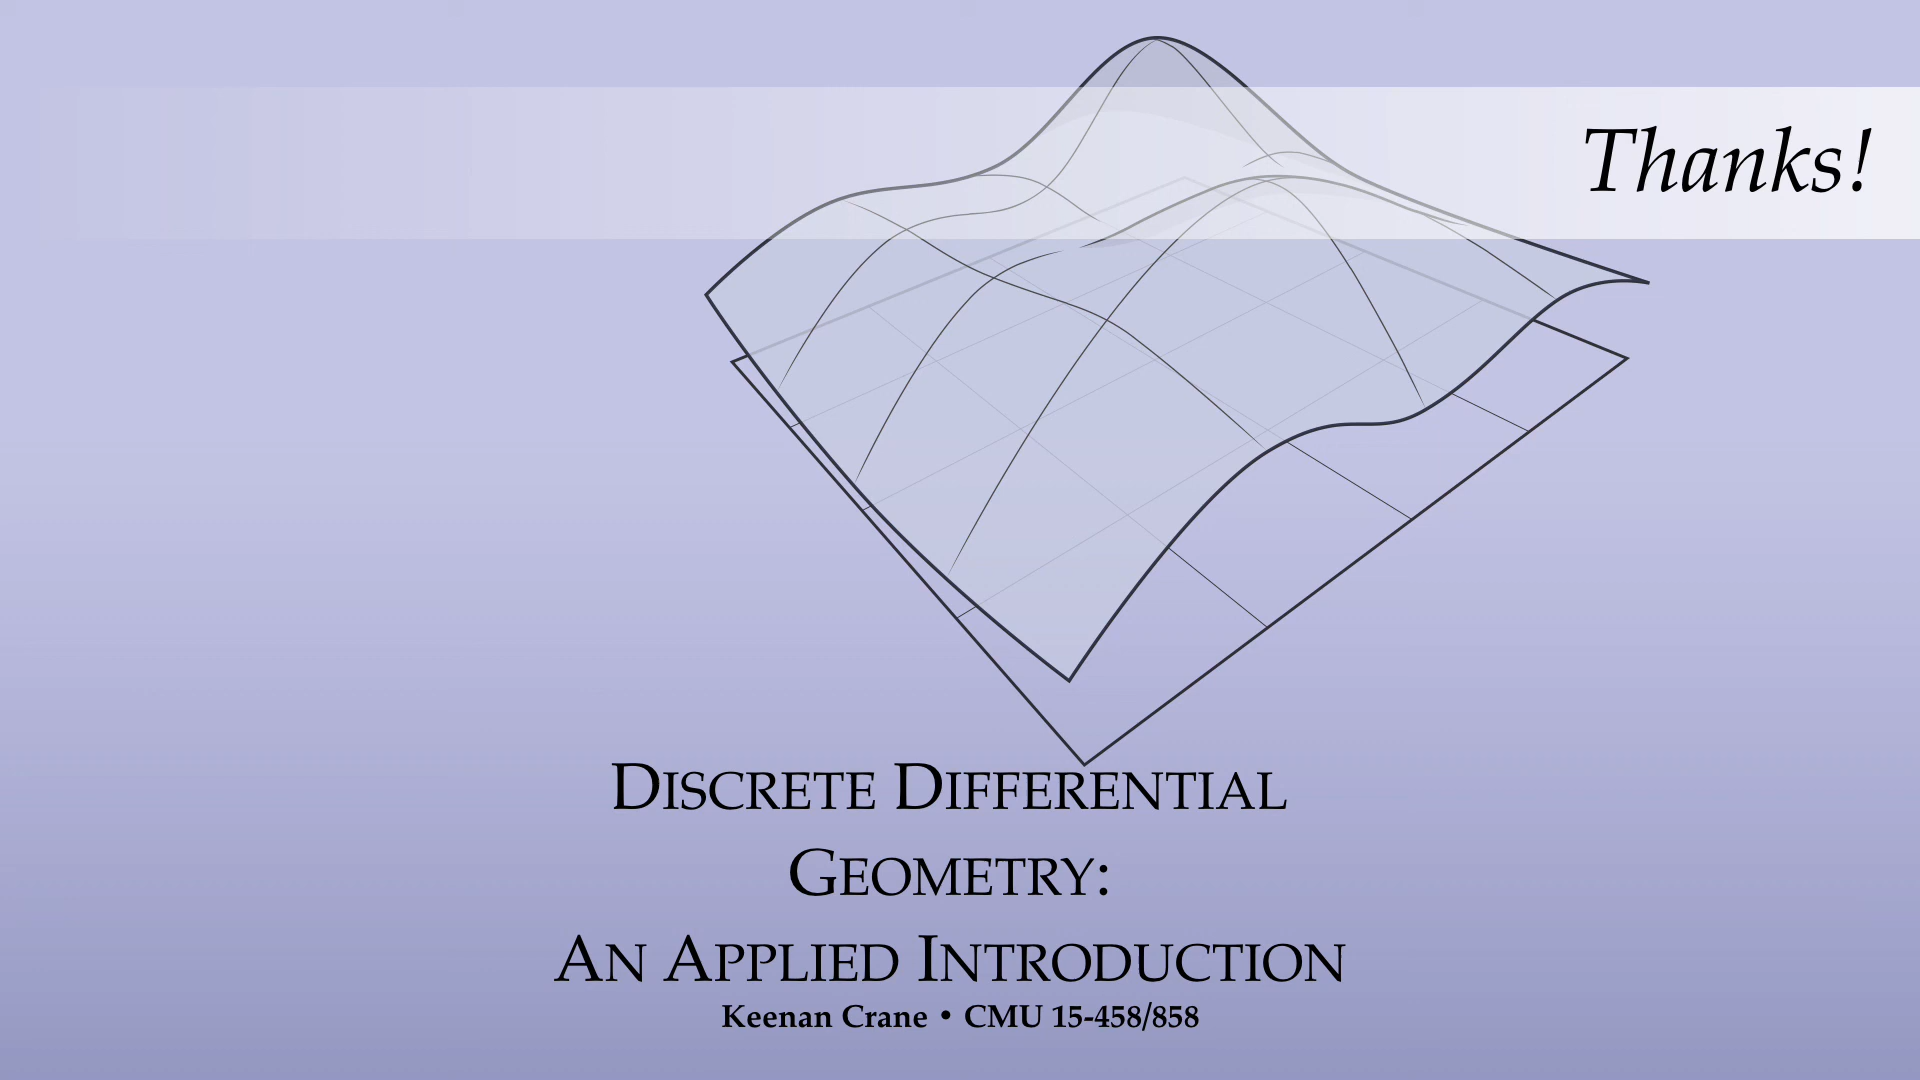 Thanks!
Discrete Differential
Geometry:
An Applied Introduction
Keenan Crane • CMU 15-458/858